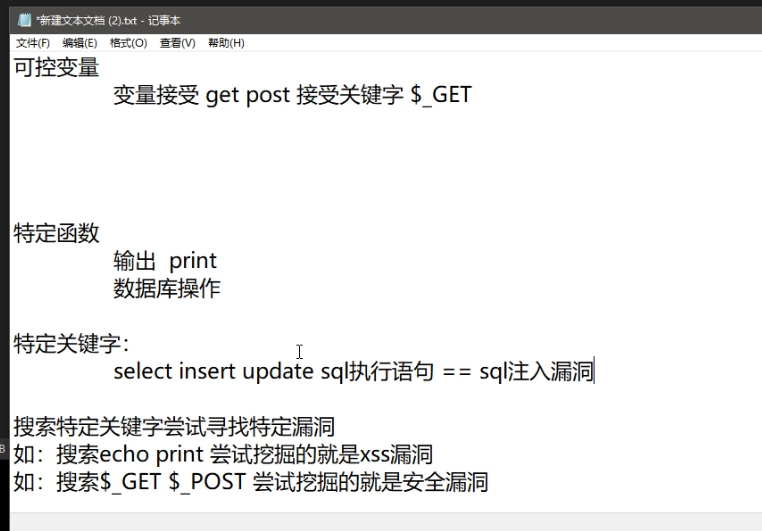 *新建文本文档 (2).txt - 记事本
文件(F) 编辑(E) 格式(O) 查看(V) 帮助(H)
可控变量
变量接受 get post 接受关键字 $_GET
特定函数
输出 print
数据库操作
特定关键字：
select insert update sql执行语句 == sql注入漏洞
搜索特定关键字尝试寻找特定漏洞
B
如：搜索echo print 尝试挖掘的就是xss漏洞
如：搜索$_GET $_POST 尝试挖掘的就是安全漏洞